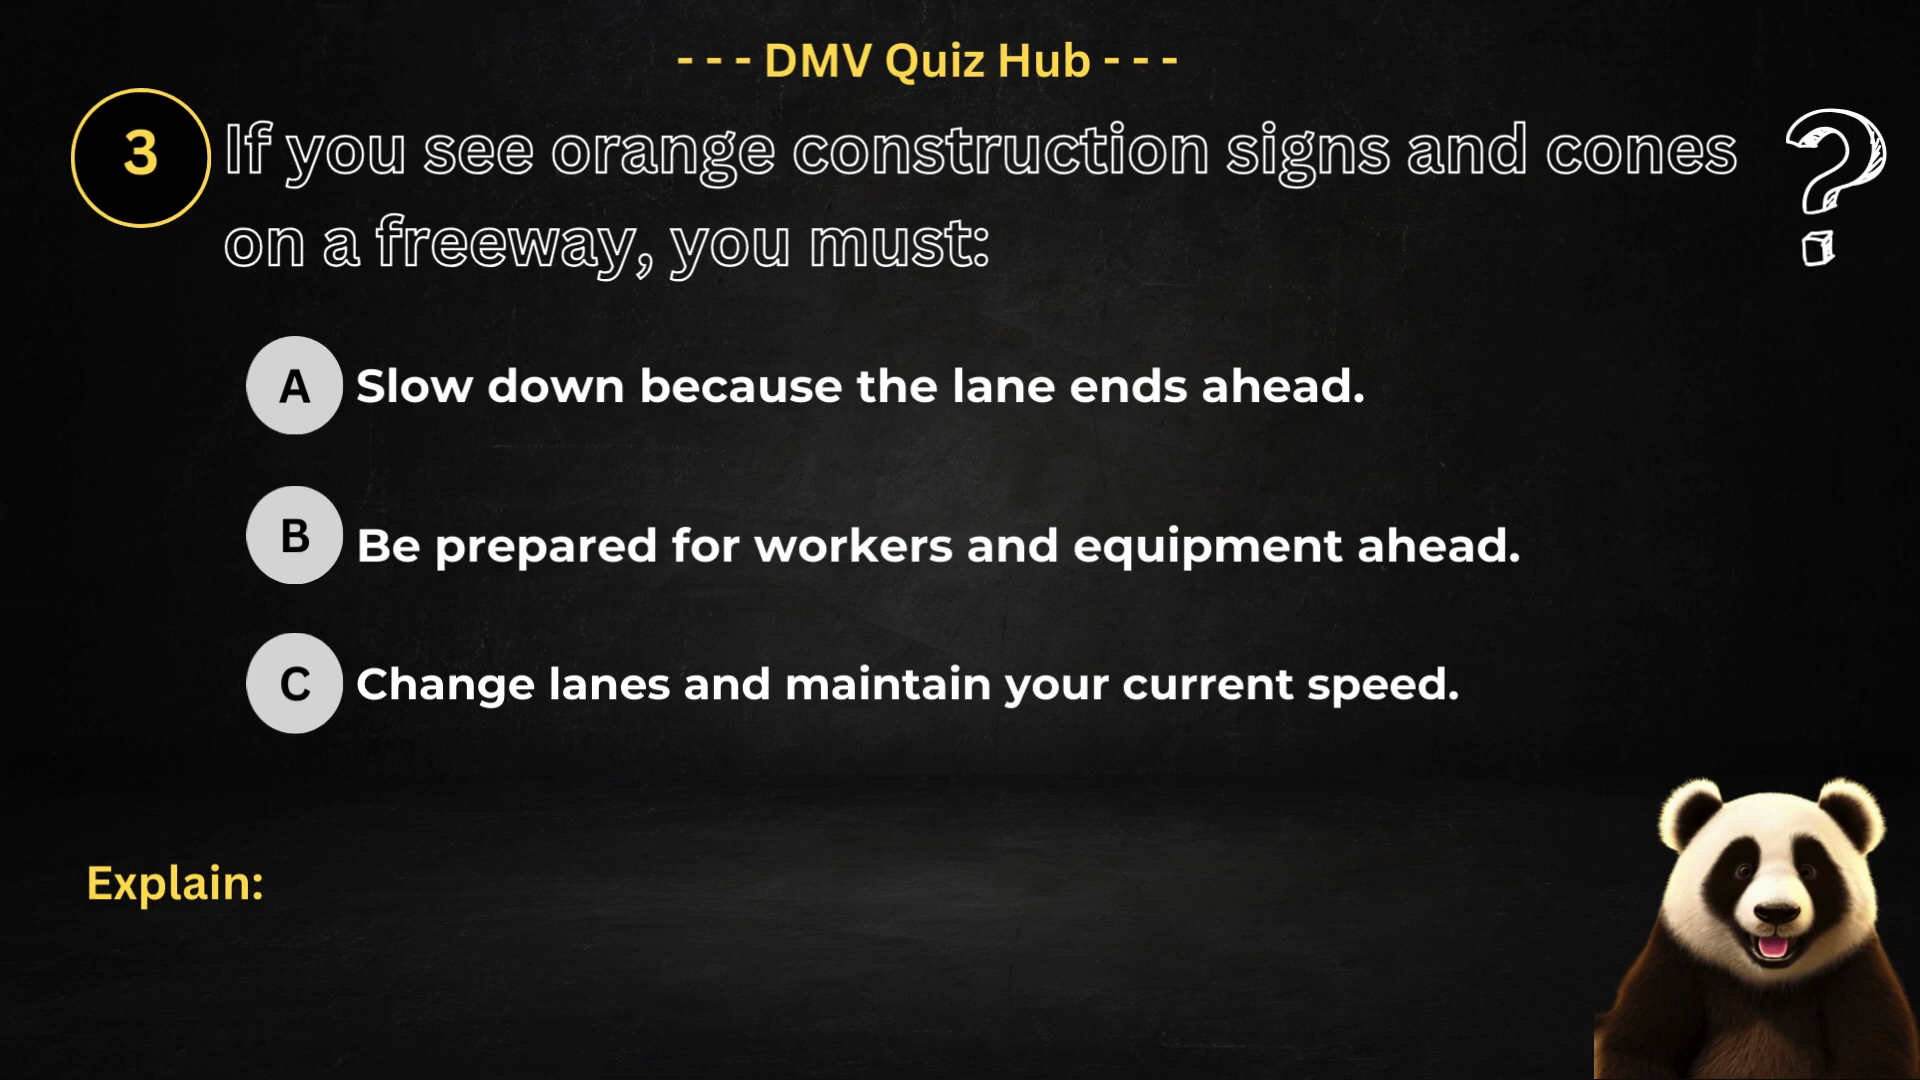 - - - DMV Quiz Hub - - -
3
If you see orange construction signs and cones
on a freeway, you must:
?
A Slow down because the lane ends ahead.
B Be prepared for workers and equipment ahead.
C Change lanes and maintain your current speed.
Explain: